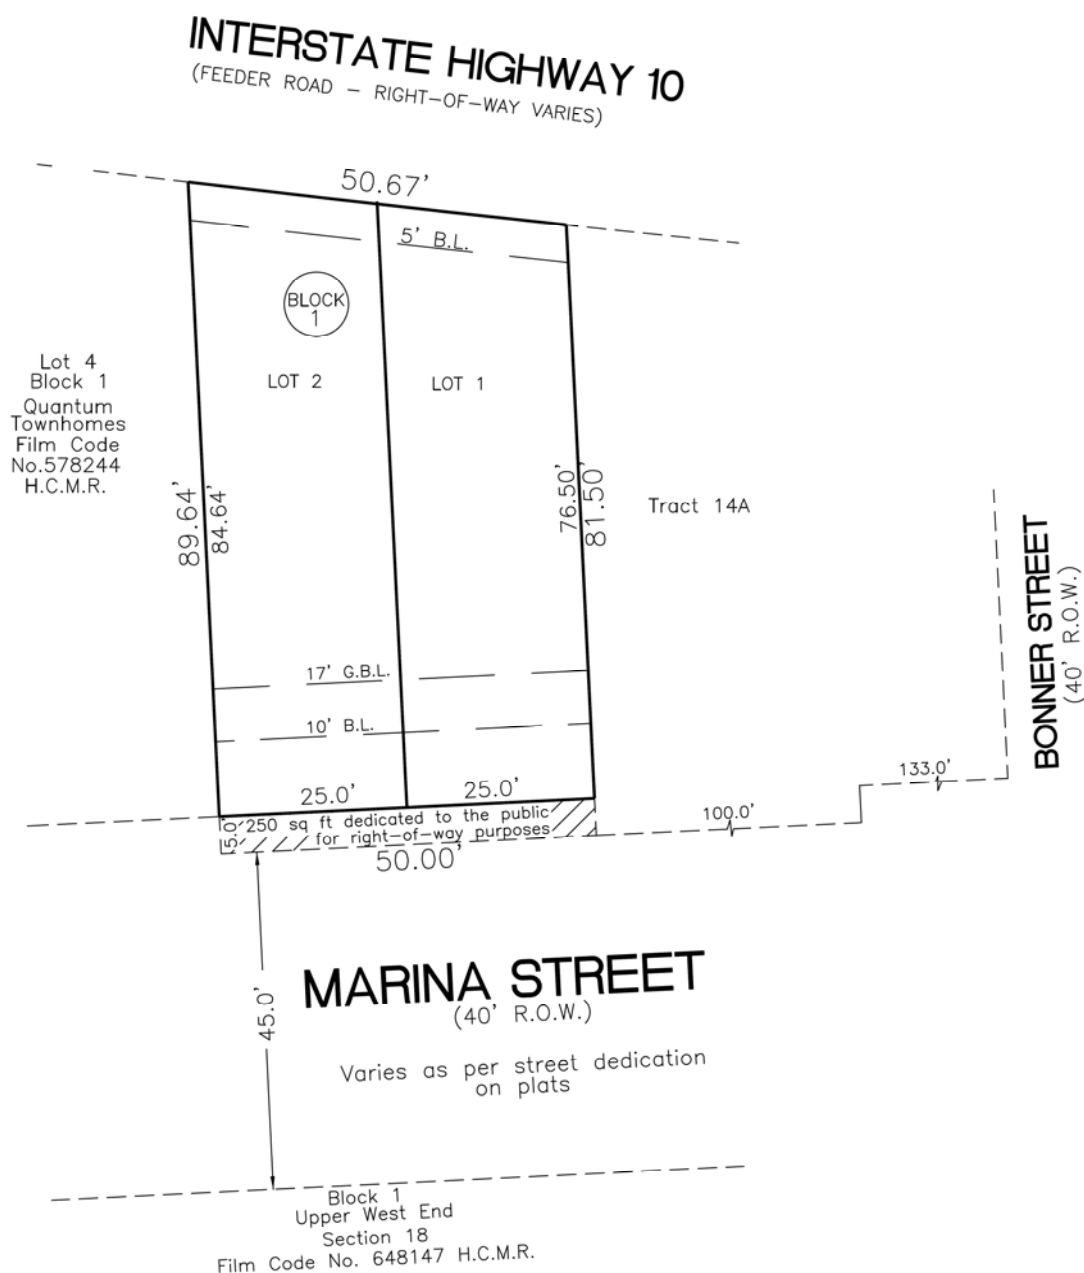 INTERSTATE HIGHWAY 10
(FEEDER ROAD – RIGHT–OF–WAY VARIES)
50.67'
5' B.L.
BLOCK
1
Lot 4
Block 1
Quantum
Townhomes
Film Code
No.578244
H.C.M.R.
LOT 2
LOT 1
89.64'
84.64'
76.50'
81.50'
Tract 14A
BONNER STREET
(40' R.O.W.)
17' G.B.L.
10' B.L.
25.0'
25.0'
133.0'
100.0'
5.0'
250 sq ft dedicated to the public
for right–of–way purposes
50.00'
45.0'
MARINA STREET
(40' R.O.W.)
Varies as per street dedication
on plats
Block 1
Upper West End
Section 18
Film Code No. 648147 H.C.M.R.